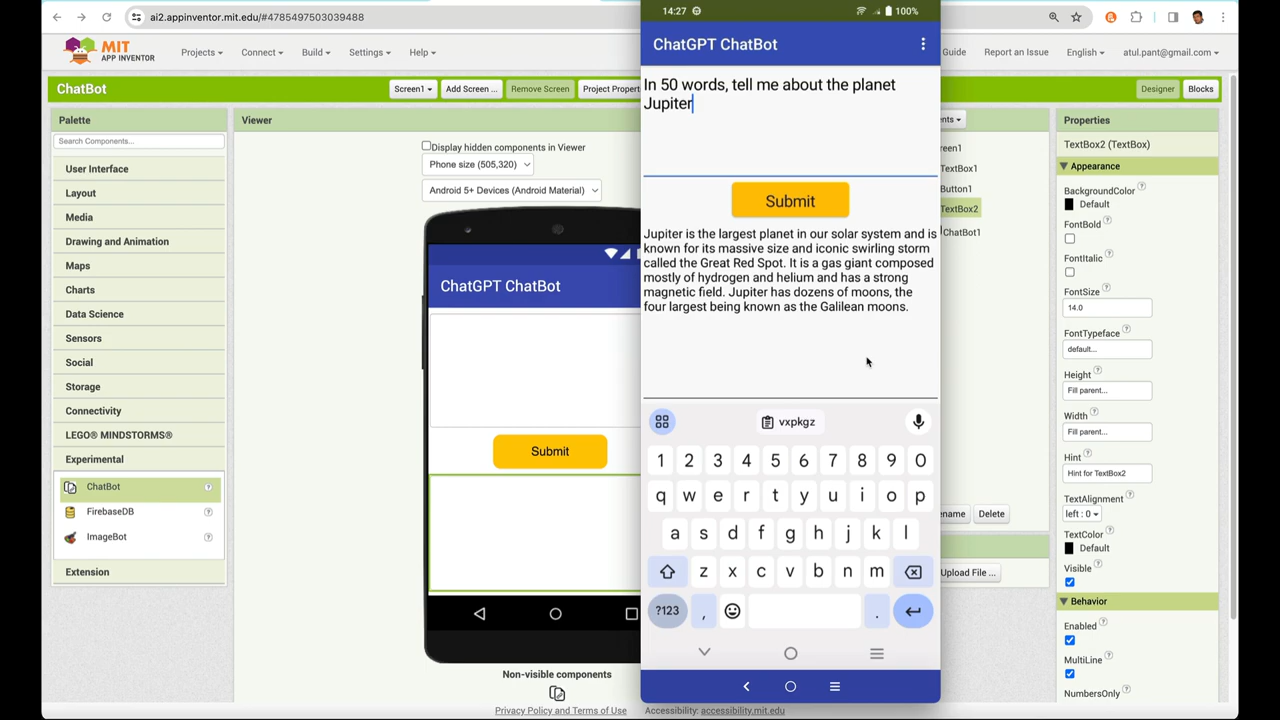 ai2.appinventor.mit.edu/#4785497503039488
MIT
APP INVENTOR
Projects
Connect
Build
Settings
Help
Guide
Report an Issue
English
atul.pant@gmail.com
ChatBot
Screen1
Add Screen ...
Remove Screen
Project Propert
Designer
Blocks
Palette
Search Components...
User Interface
Layout
Media
Drawing and Animation
Maps
Charts
Data Science
Sensors
Social
Storage
Connectivity
LEGO® MINDSTORMS®
Experimental
ChatBot
FirebaseDB
ImageBot
Extension
Viewer
Display hidden components in Viewer
Phone size (505,320)
Android 5+ Devices (Android Material)
ChatGPT ChatBot
Submit
Non-visible components
Privacy Policy and Terms of Use
Accessibility: accessibility.mit.edu
14:27
100%
ChatGPT ChatBot
In 50 words, tell me about the planet
Jupiter
Submit
Jupiter is the largest planet in our solar system and is
known for its massive size and iconic swirling storm
called the Great Red Spot. It is a gas giant composed
mostly of hydrogen and helium and has a strong
magnetic field. Jupiter has dozens of moons, the
four largest being known as the Galilean moons.
vxpkgz
1 2 3 4 5 6 7 8 9 0
q w e r t y u i o p
a s d f g h j k l
z x c v b n m
?123 , .
ents
een1
TextBox1
Button1
TextBox2
ChatBot1
ename
Delete
Upload File ...
Properties
TextBox2 (TextBox)
Appearance
BackgroundColor
Default
FontBold
FontItalic
FontSize
14.0
FontTypeface
default...
Height
Fill parent...
Width
Fill parent...
Hint
Hint for TextBox2
TextAlignment
left : 0
TextColor
Default
Visible
Behavior
Enabled
MultiLine
NumbersOnly